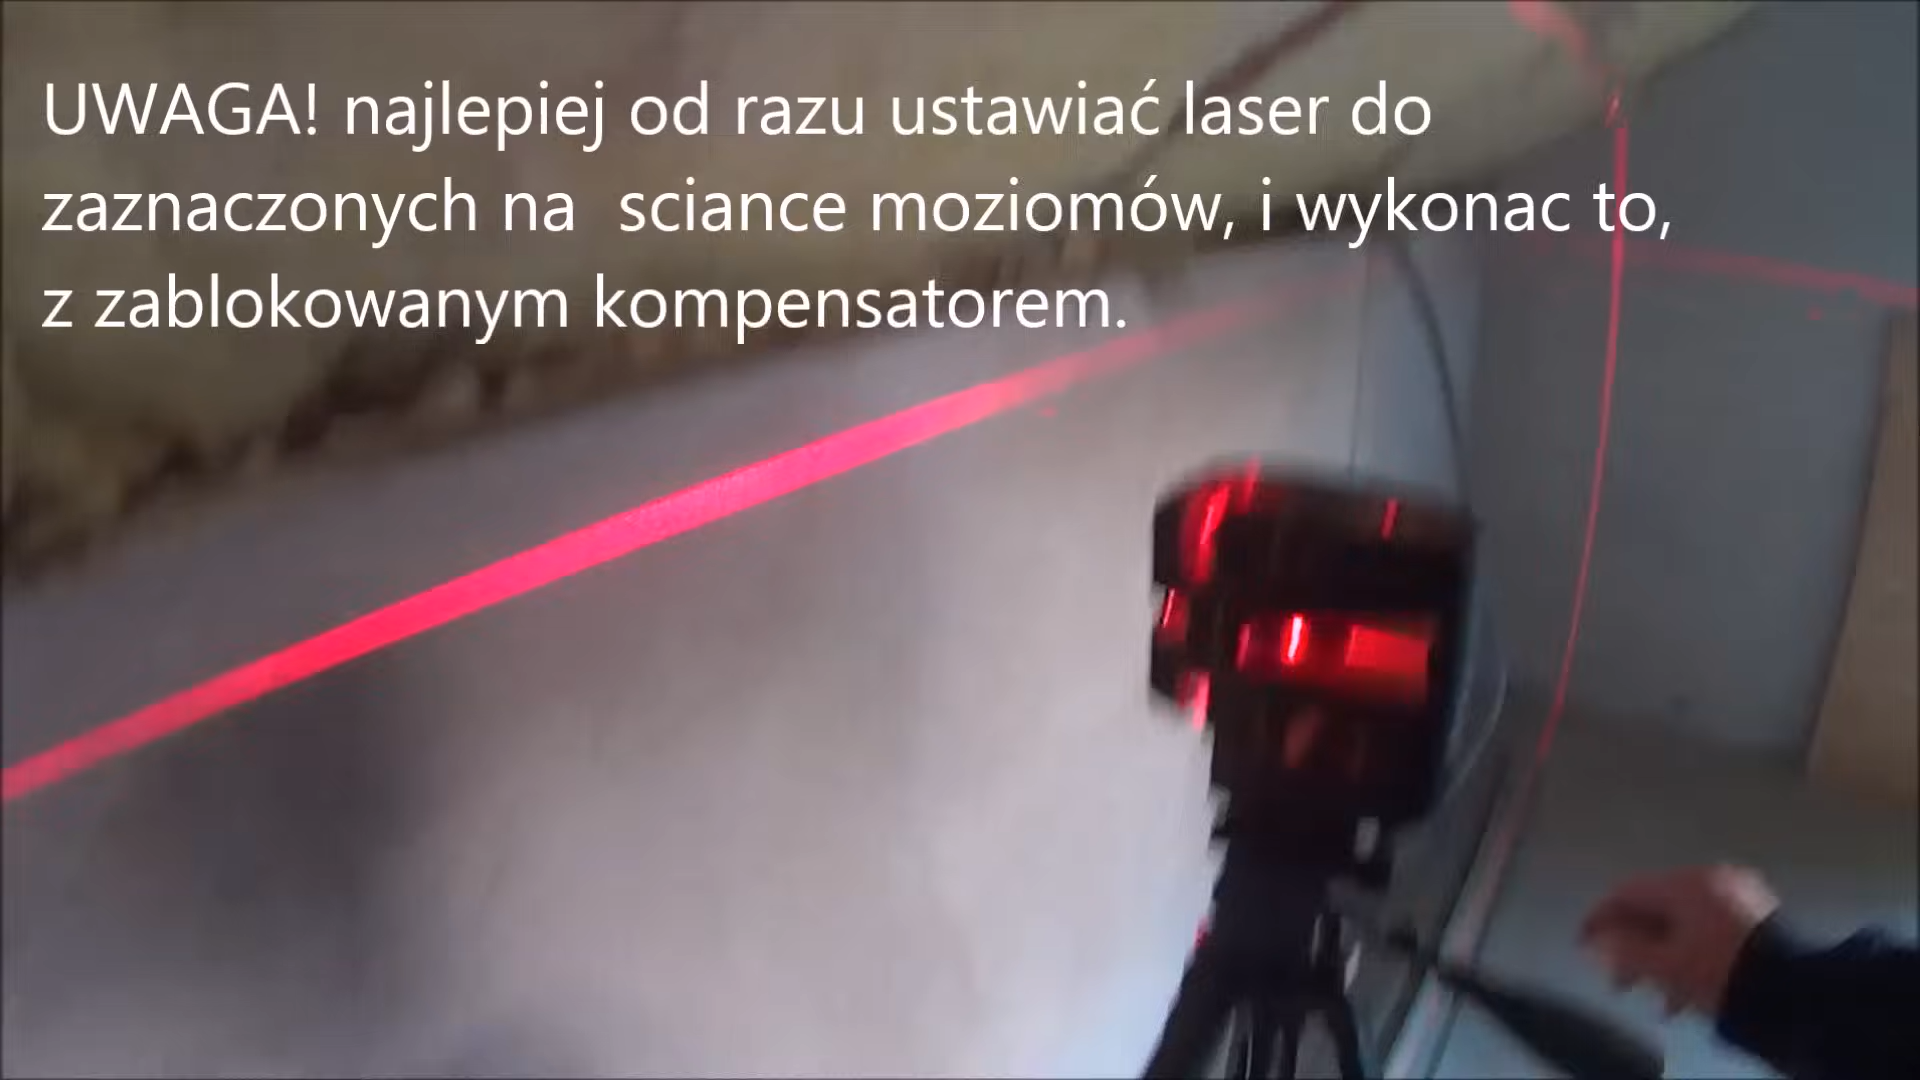 UWAGA! najlepiej od razu ustawiać laser do
zaznaczonych na  sciance moziomów, i wykonac to,
z zablokowanym kompensatorem.